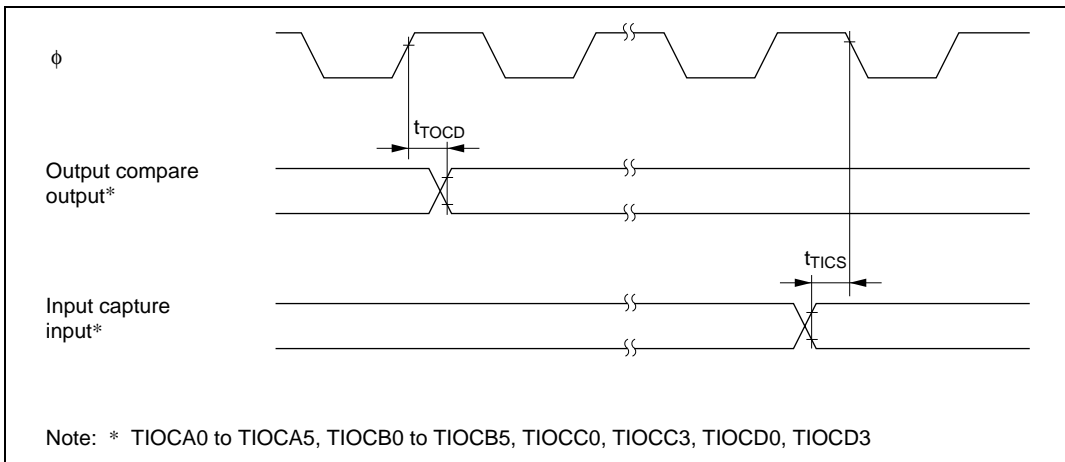 ϕ
tTOCD
Output compare
output*
tTICS
Input capture
input*
Note: * TIOCA0 to TIOCA5, TIOCB0 to TIOCB5, TIOCC0, TIOCC3, TIOCD0, TIOCD3